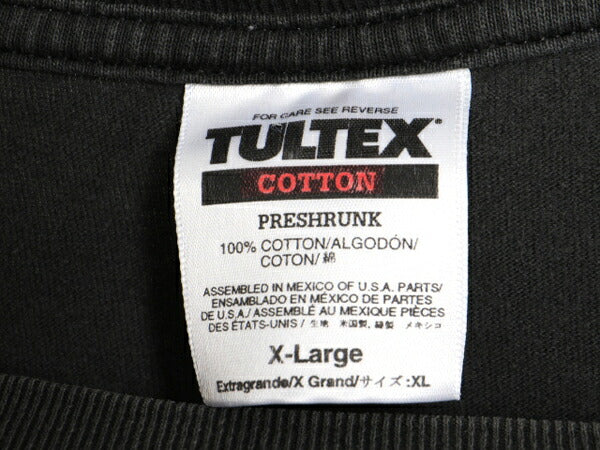 FOR CARE SEE REVERSE
TULTEX®
COTTON
PRESHRUNK
100% COTTON/ALGODÓN/
COTON/綿
ASSEMBLED IN MEXICO OF U.S.A. PARTS/
ENSAMBLADO EN MÉXICO DE PARTES
DE U.S.A./ASSEMBLÉ AU MEXIQUE PIÈCES
DES ÉTATS-UNIS / 生地 米国製, 縫製 メキシコ
X-Large
Extragrande/X Grand/サイズ:XL